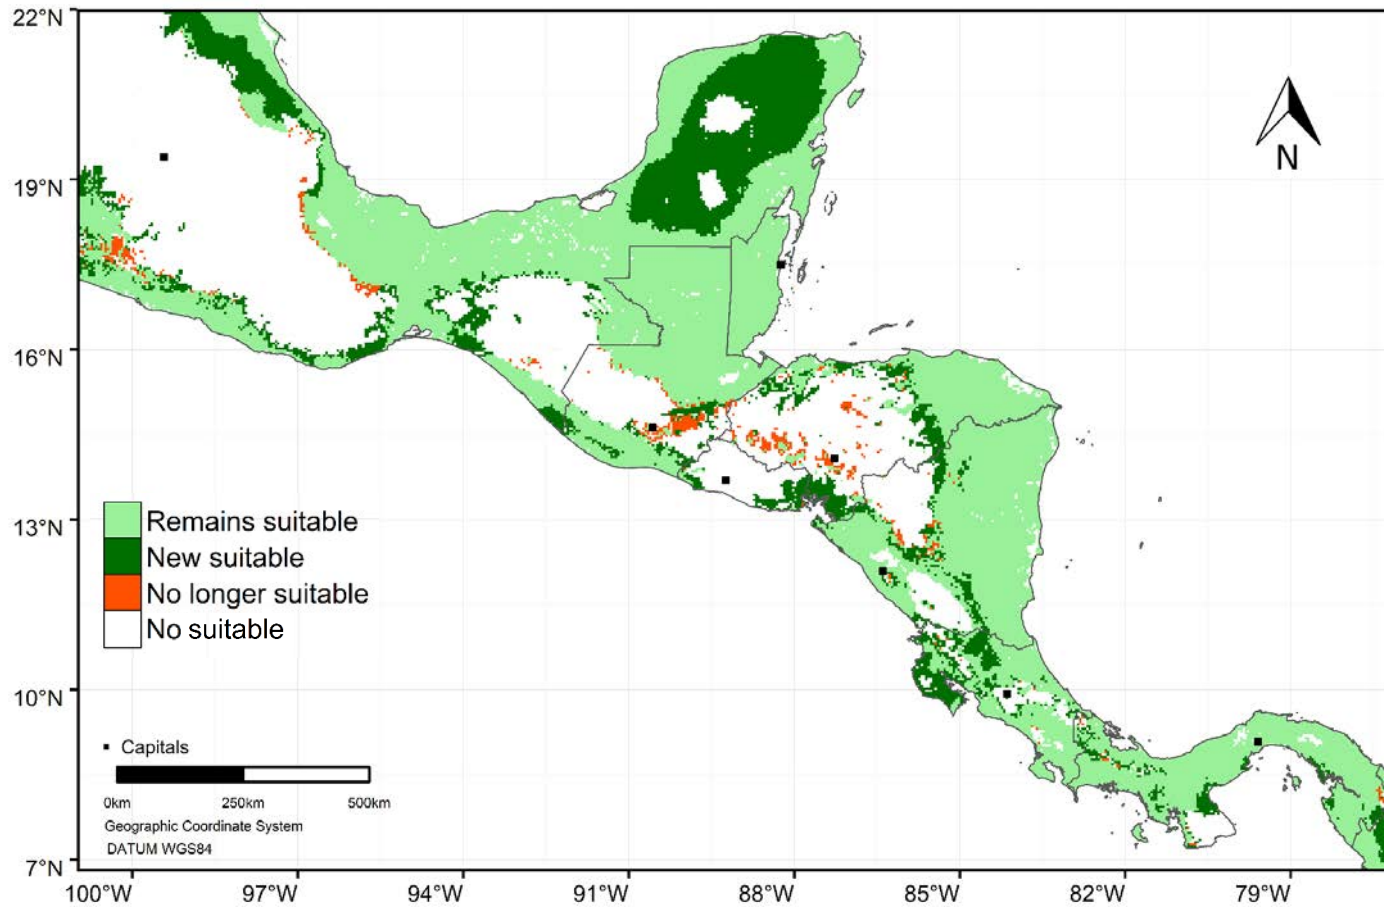 22°N
19°N
16°N
13°N
10°N
7°N
N
Remains suitable
New suitable
No longer suitable
No suitable
Capitals
0km 250km 500km
Geographic Coordinate System
DATUM WGS84
100°W 97°W 94°W 91°W 88°W 85°W 82°W 79°W